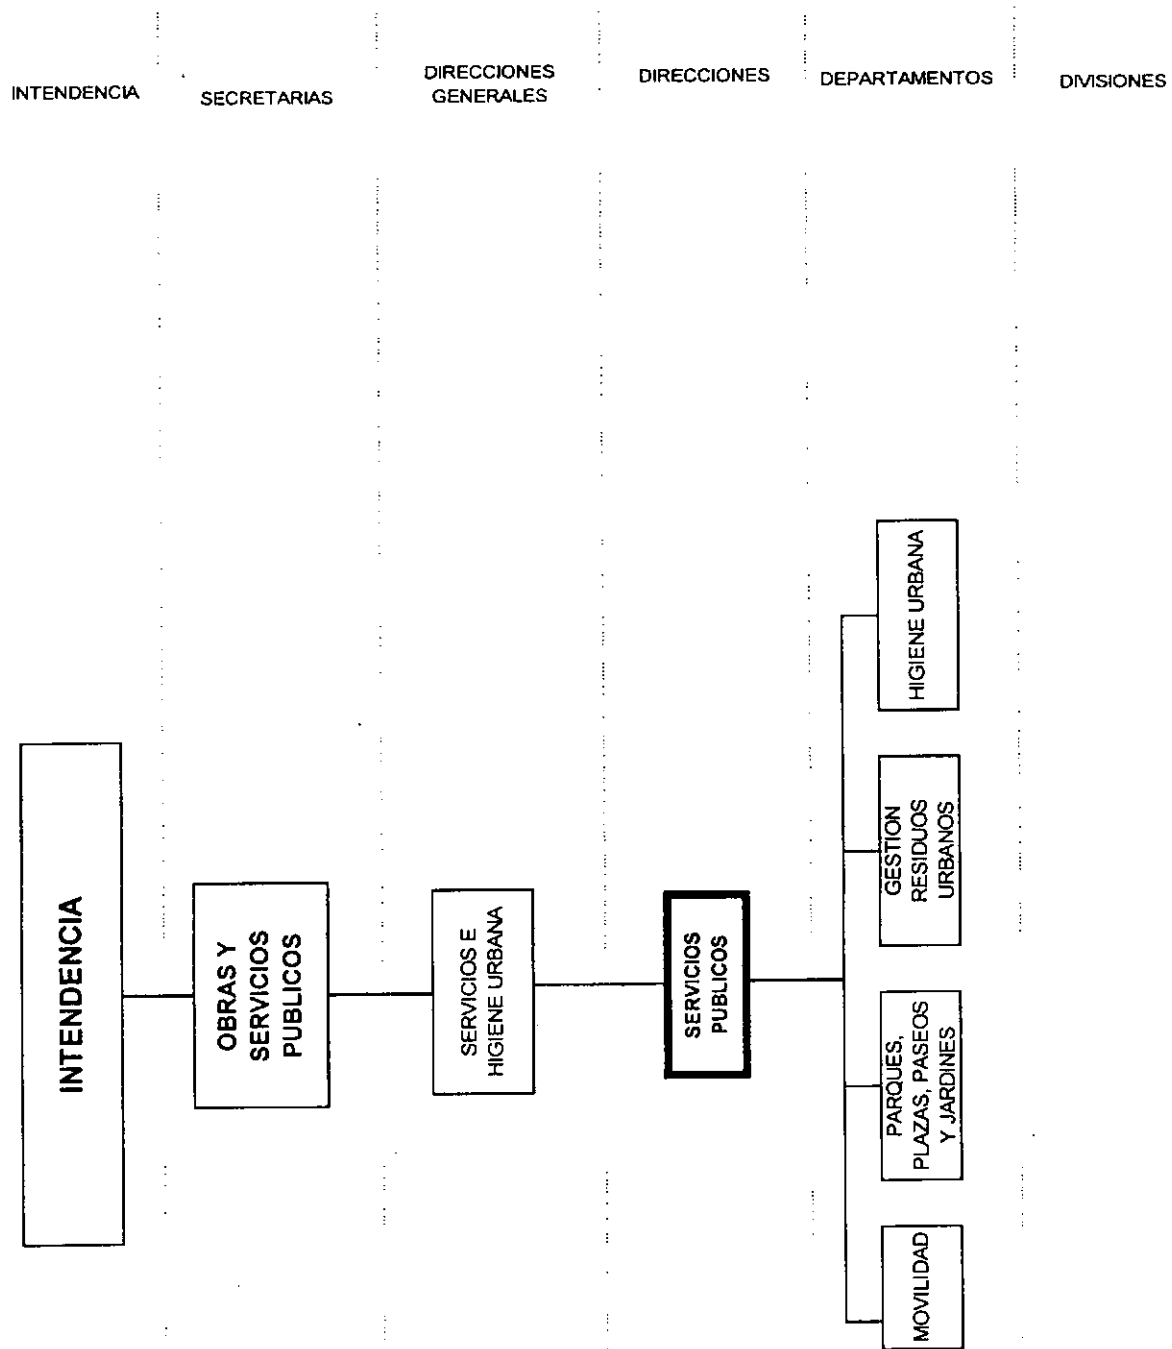 INTENDENCIA
SECRETARIAS
DIRECCIONES
GENERALES
DIRECCIONES
DEPARTAMENTOS
DIVISIONES
INTENDENCIA
OBRAS Y
SERVICIOS
PUBLICOS
SERVICIOS E
HIGIENE URBANA
SERVICIOS
PUBLICOS
MOVILIDAD
PARQUES,
PLAZAS, PASEOS
Y JARDINES
GESTION
RESIDUOS
URBANOS
HIGIENE URBANA